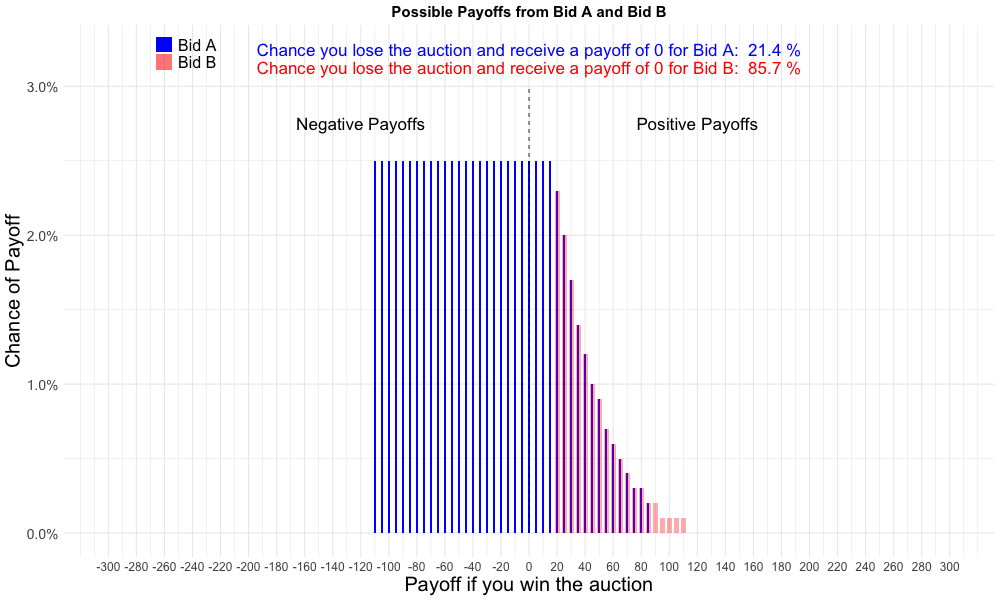 Possible Payoffs from Bid A and Bid B
Bid A
Bid B
Chance you lose the auction and receive a payoff of 0 for Bid A: 21.4 %
Chance you lose the auction and receive a payoff of 0 for Bid B: 85.7 %
3.0%
Negative Payoffs
Positive Payoffs
2.0%
1.0%
0.0%
Chance of Payoff
-300 -280 -260 -240 -220 -200 -180 -160 -140 -120 -100 -80 -60 -40 -20 0 20 40 60 80 100 120 140 160 180 200 220 240 260 280 300
Payoff if you win the auction